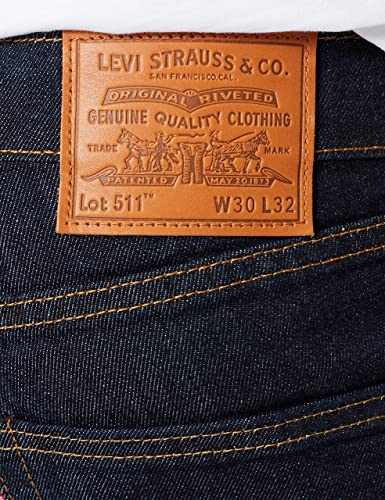 LEVI STRAUSS & CO.
SAN FRANCISCO.CAL.
ORIGINAL RIVETED
GENUINE QUALITY CLOTHING
TRADE MARK
PATENTED MAY 20 1873
Lot 511™ W30 L32